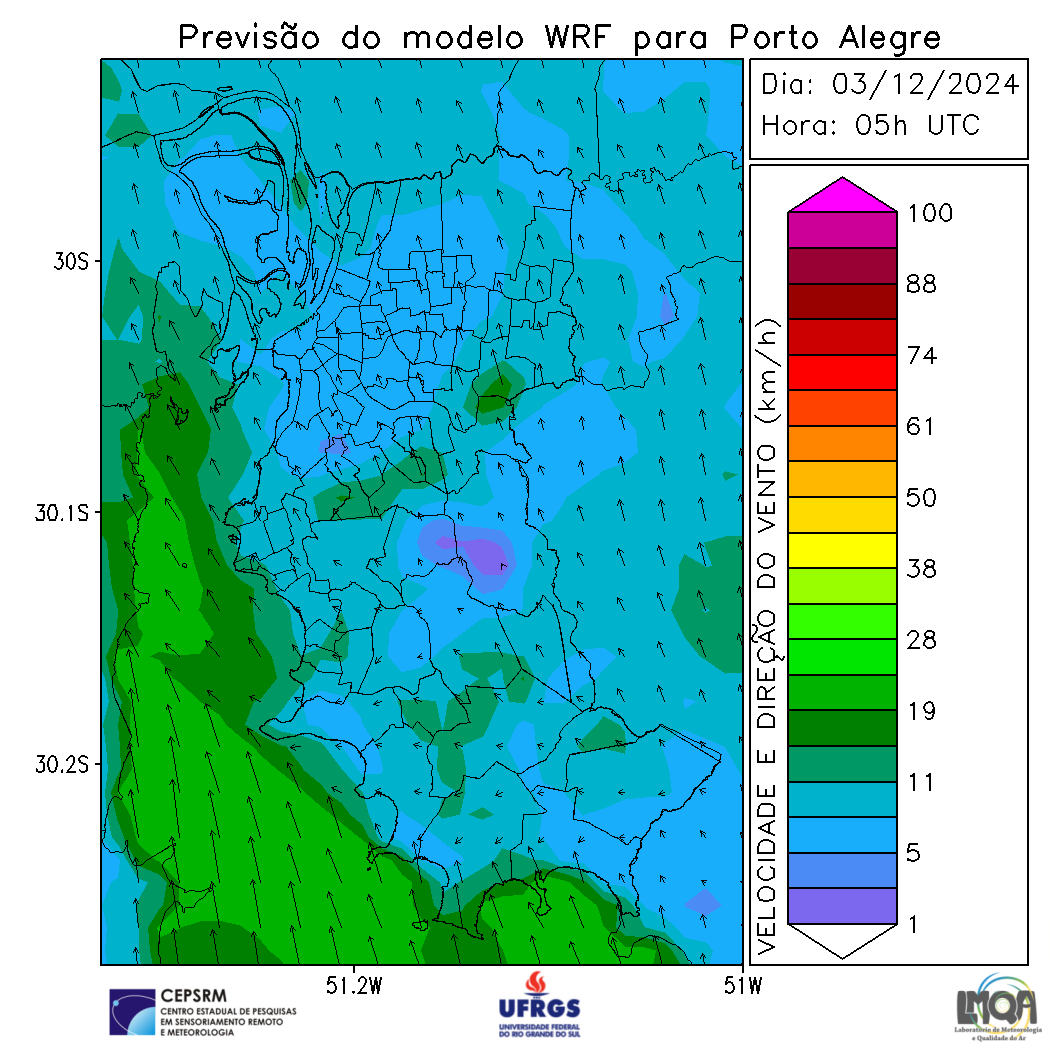 Previsão do modelo WRF para Porto Alegre
Dia: 03/12/2024
Hora: 05h UTC
30S
30.1S
30.2S
51.2W
51W
VELOCIDADE E DIREÇÃO DO VENTO (km/h)
100
88
74
61
50
38
28
19
11
5
1
CEPSRM
CENTRO ESTADUAL DE PESQUISAS
EM SENSORIAMENTO REMOTO
E METEOROLOGIA
UFRGS
UNIVERSIDADE FEDERAL
DO RIO GRANDE DO SUL
LMQA
Laboratório de Meteorologia
e Qualidade do Ar